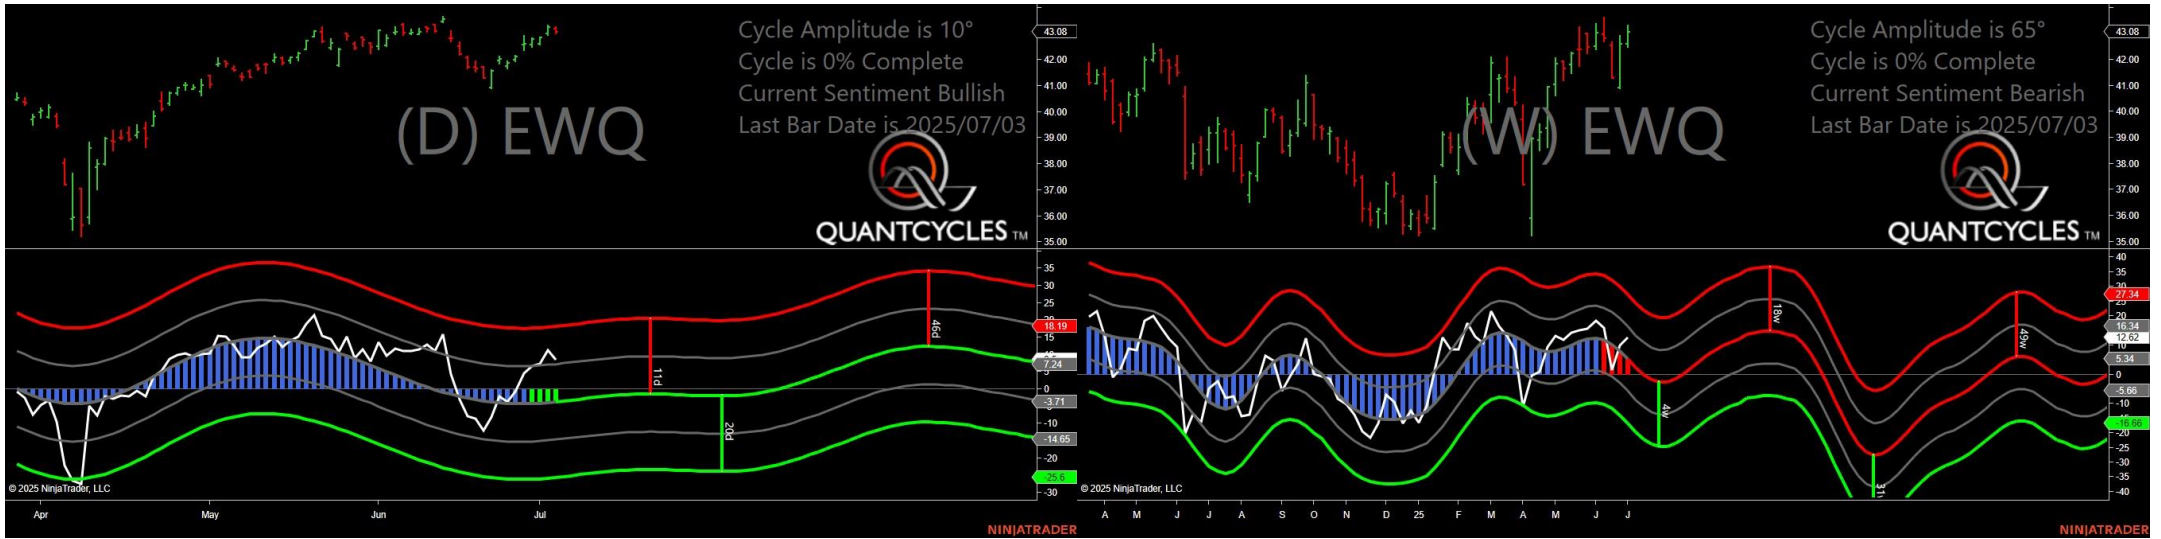 Cycle Amplitude is 10°
Cycle is 0% Complete
Current Sentiment Bullish
Last Bar Date is 2025/07/03
(D) EWQ
QUANTCYCLES TM
43.08
42.00
41.00
40.00
39.00
38.00
37.00
36.00
35.00
35
30
25
20
18.19
15
7.24
5
0
-3.71
-10
-14.65
-20
-25.6
-30
11d
20d
46d
© 2025 NinjaTrader, LLC
Apr May Jun Jul
NINJATRADER
Cycle Amplitude is 65°
Cycle is 0% Complete
Current Sentiment Bearish
Last Bar Date is 2025/07/03
(W) EWQ
QUANTCYCLES TM
43.08
42.00
41.00
40.00
39.00
38.00
37.00
36.00
35.00
40
35
30
27.34
25
20
16.34
12.62
10
5.34
0
-5.66
-10
-16.66
-20
-25
-30
-35
-40
4w
18w
49w
© 2025 NinjaTrader, LLC
A M J J A S O N D 25 F M A M J J
NINJATRADER